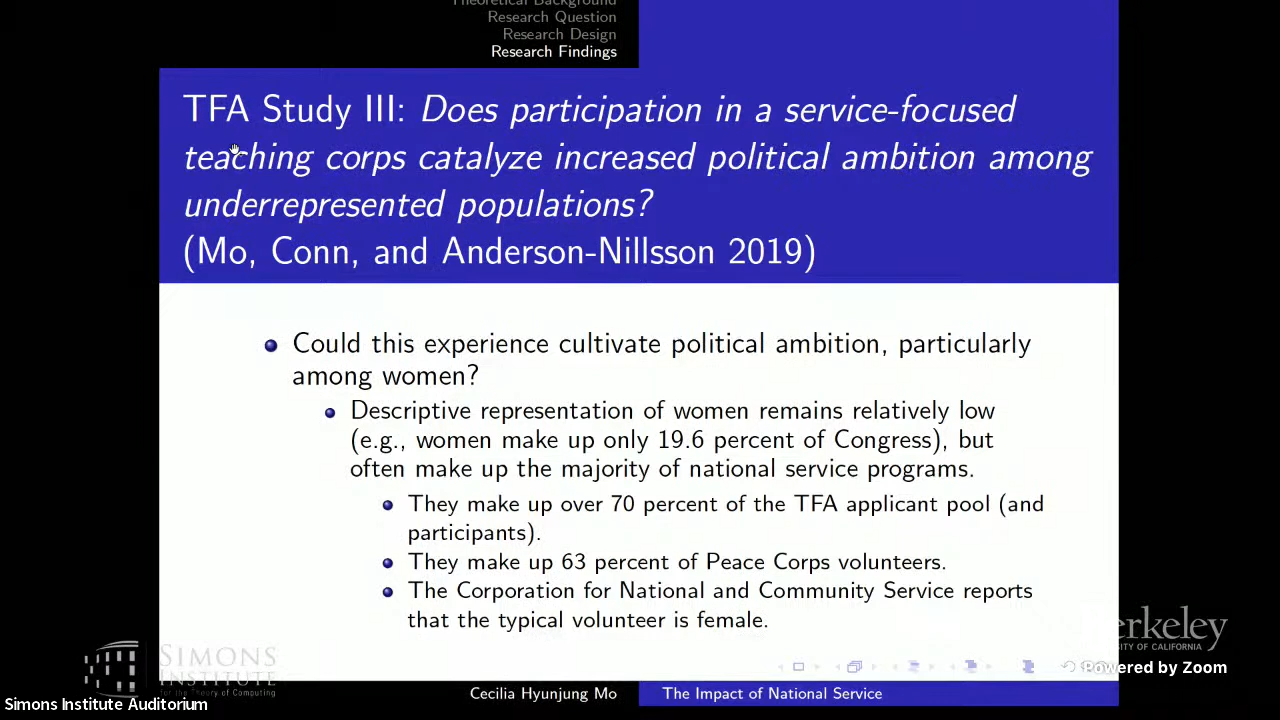 Theoretical Background
Research Question
Research Design
Research Findings
TFA Study III: Does participation in a service-focused
teaching corps catalyze increased political ambition among
underrepresented populations?
(Mo, Conn, and Anderson-Nillsson 2019)
Could this experience cultivate political ambition, particularly
among women?
Descriptive representation of women remains relatively low
(e.g., women make up only 19.6 percent of Congress), but
often make up the majority of national service programs.
They make up over 70 percent of the TFA applicant pool (and
participants).
They make up 63 percent of Peace Corps volunteers.
The Corporation for National and Community Service reports
that the typical volunteer is female.
SIMONS
INSTITUTE
for the Theory of Computing
erkeley
OF CALIFORNIA
Powered by Zoom
Cecilia Hyunjung Mo
The Impact of National Service
Simons Institute Auditorium